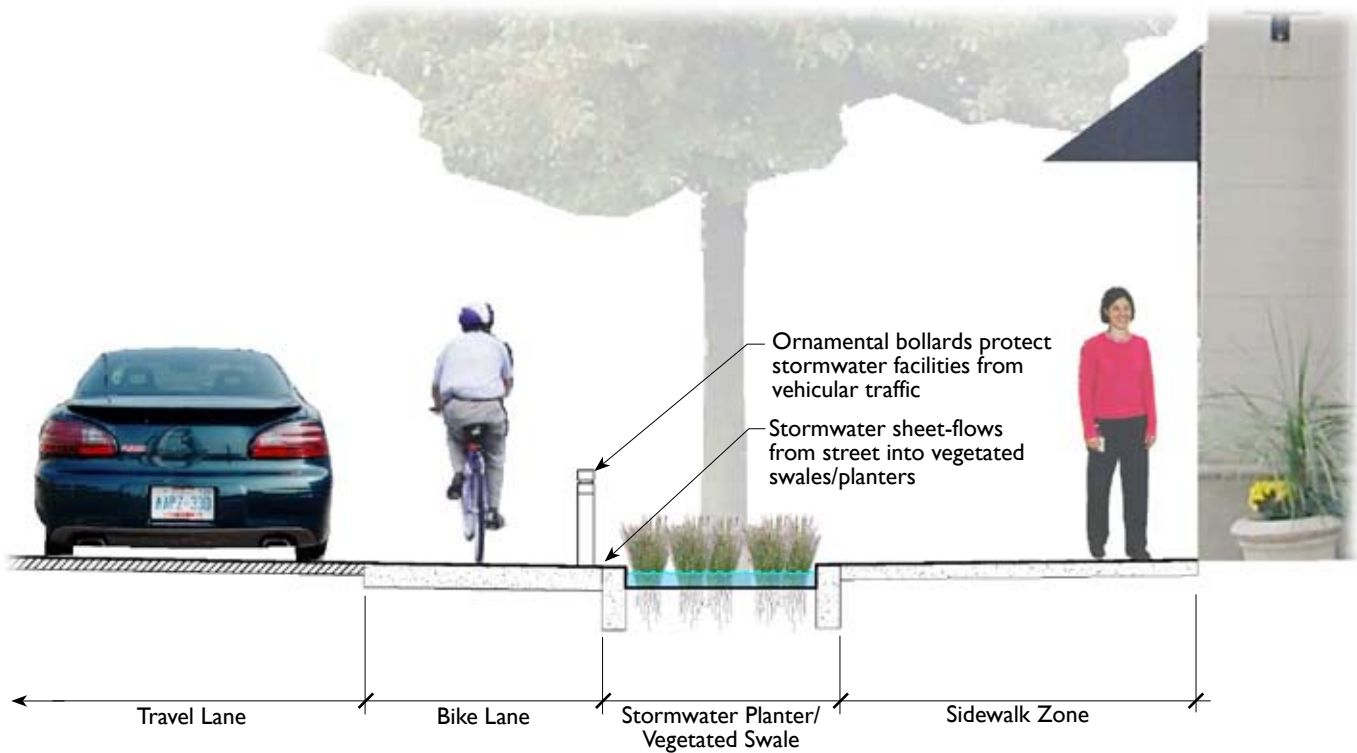 Ornamental bollards protect
stormwater facilities from
vehicular traffic
Stormwater sheet-flows
from street into vegetated
swales/planters
Travel Lane
Bike Lane
Stormwater Planter/
Vegetated Swale
Sidewalk Zone